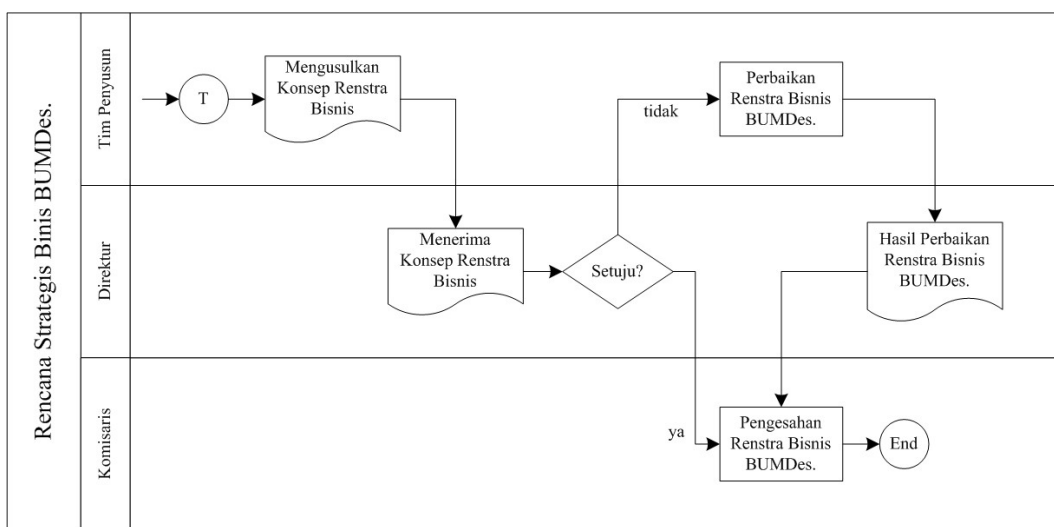 Rencana Strategis Binis BUMDes.
Tim Penyusun
T
Mengusulkan
Konsep Renstra
Bisnis
tidak
Perbaikan
Renstra Bisnis
BUMDes.
Direktur
Menerima
Konsep Renstra
Bisnis
Setuju?
Hasil Perbaikan
Renstra Bisnis
BUMDes.
Komisaris
ya
Pengesahan
Renstra Bisnis
BUMDes.
End